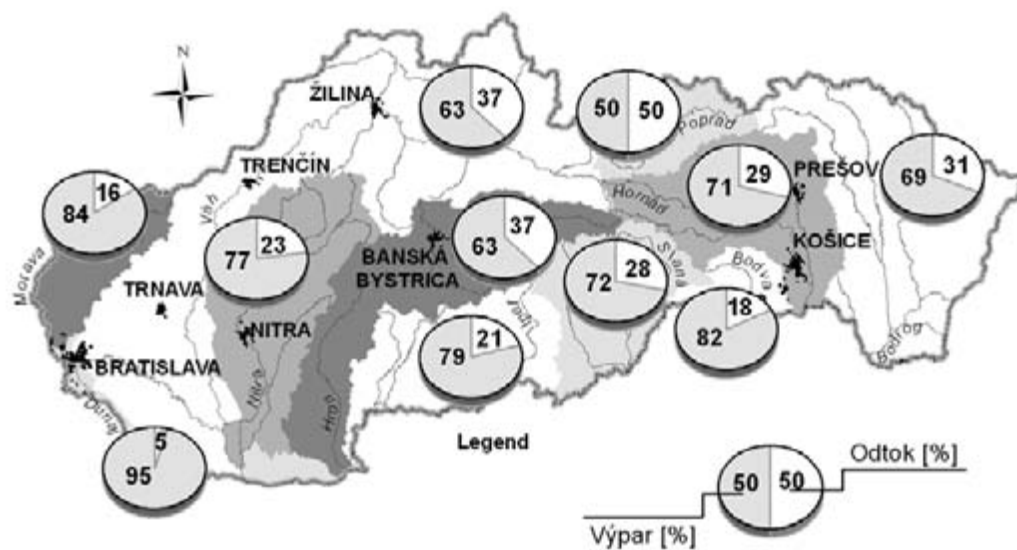 N
ŽILINA
63 37
50 50
Poprad
TRENČÍN
71 29
PREŠOV
69 31
84 16
Váh
Hornád
77 23
BANSKÁ
BYSTRICA
63 37
Slaná
72 28
Bodva
KOŠICE
Morava
TRNAVA
NITRA
Ipeľ
79 21
82 18
Bodrog
BRATISLAVA
Dunaj
Nitra
Hron
95 5
Legend
50 50
Odtok [%]
Výpar [%]